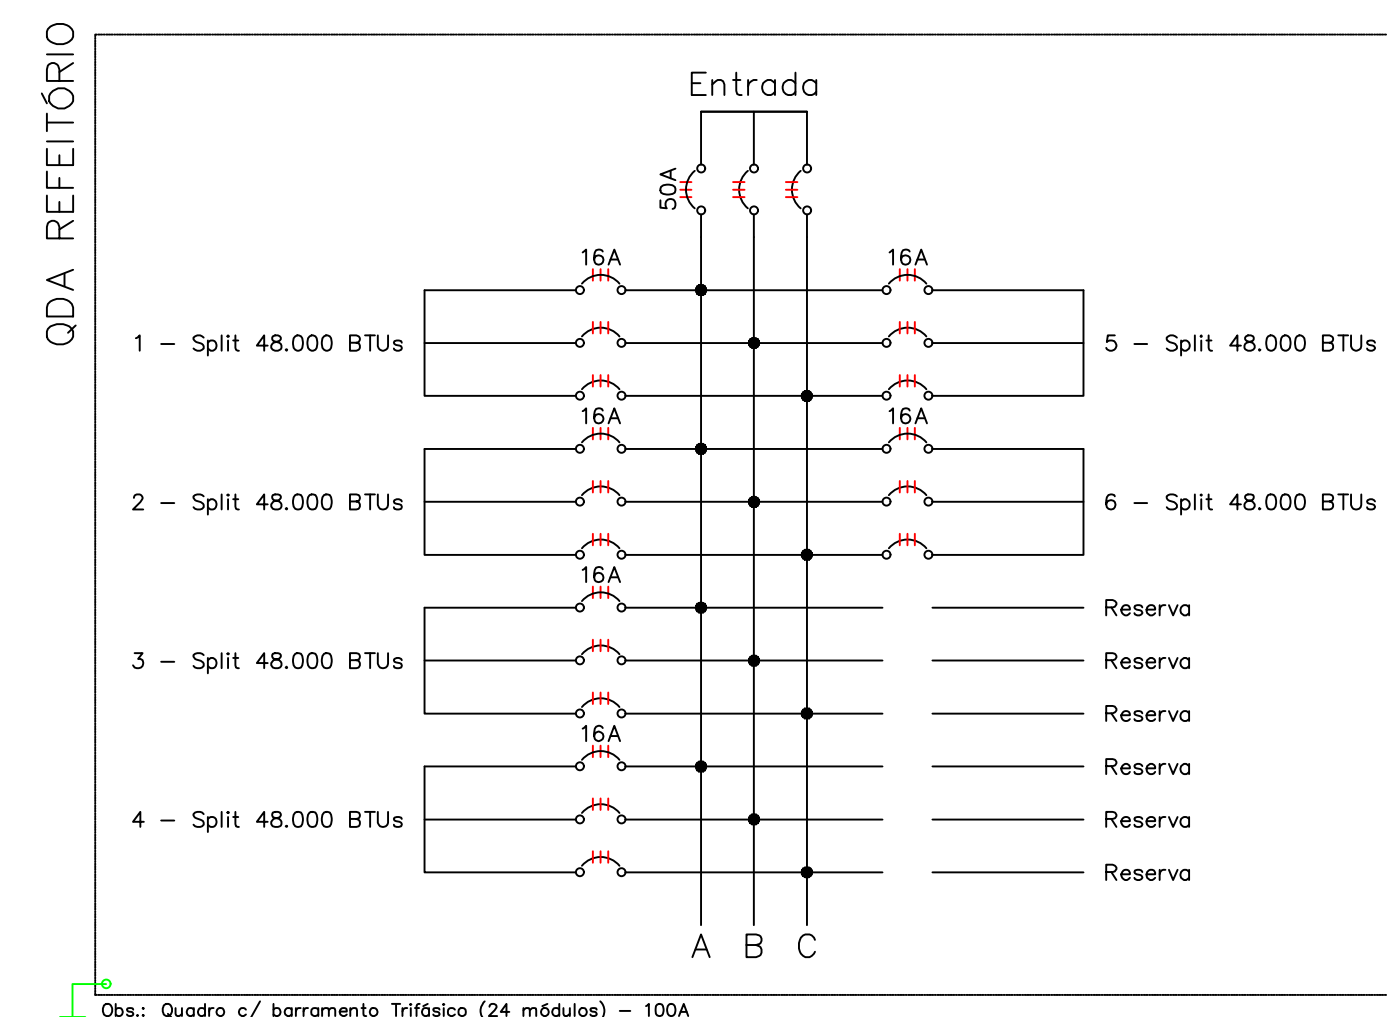 QDA REFEITÓRIO
Entrada
50A
16A
16A
1 – Split 48.000 BTUs
5 – Split 48.000 BTUs
16A
16A
2 – Split 48.000 BTUs
6 – Split 48.000 BTUs
16A
Reserva
3 – Split 48.000 BTUs
Reserva
Reserva
16A
Reserva
4 – Split 48.000 BTUs
Reserva
Reserva
A B C
Obs.: Quadro c/ barramento Trifásico (24 módulos) – 100A